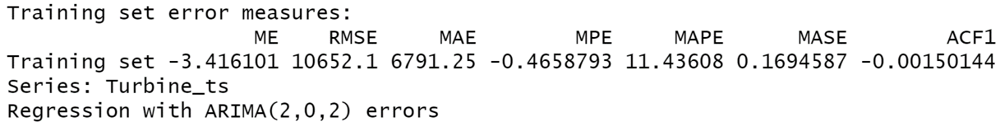 Training set error measures:
ME RMSE MAE MPE MAPE MASE ACF1
Training set -3.416101 10652.1 6791.25 -0.4658793 11.43608 0.1694587 -0.00150144
Series: Turbine_ts
Regression with ARIMA(2,0,2) errors